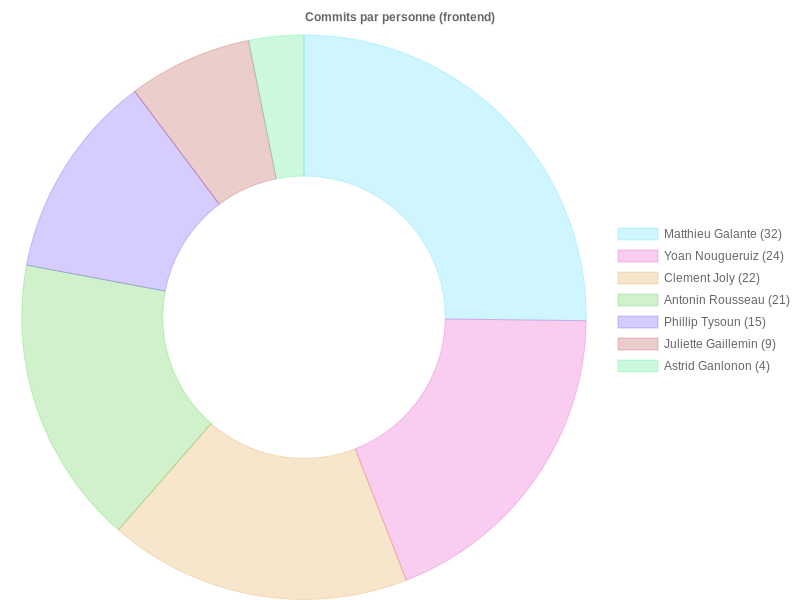 Commits par personne (frontend)
Matthieu Galante (32)
Yoan Nougueruiz (24)
Clement Joly (22)
Antonin Rousseau (21)
Phillip Tysoun (15)
Juliette Gaillemin (9)
Astrid Ganlonon (4)